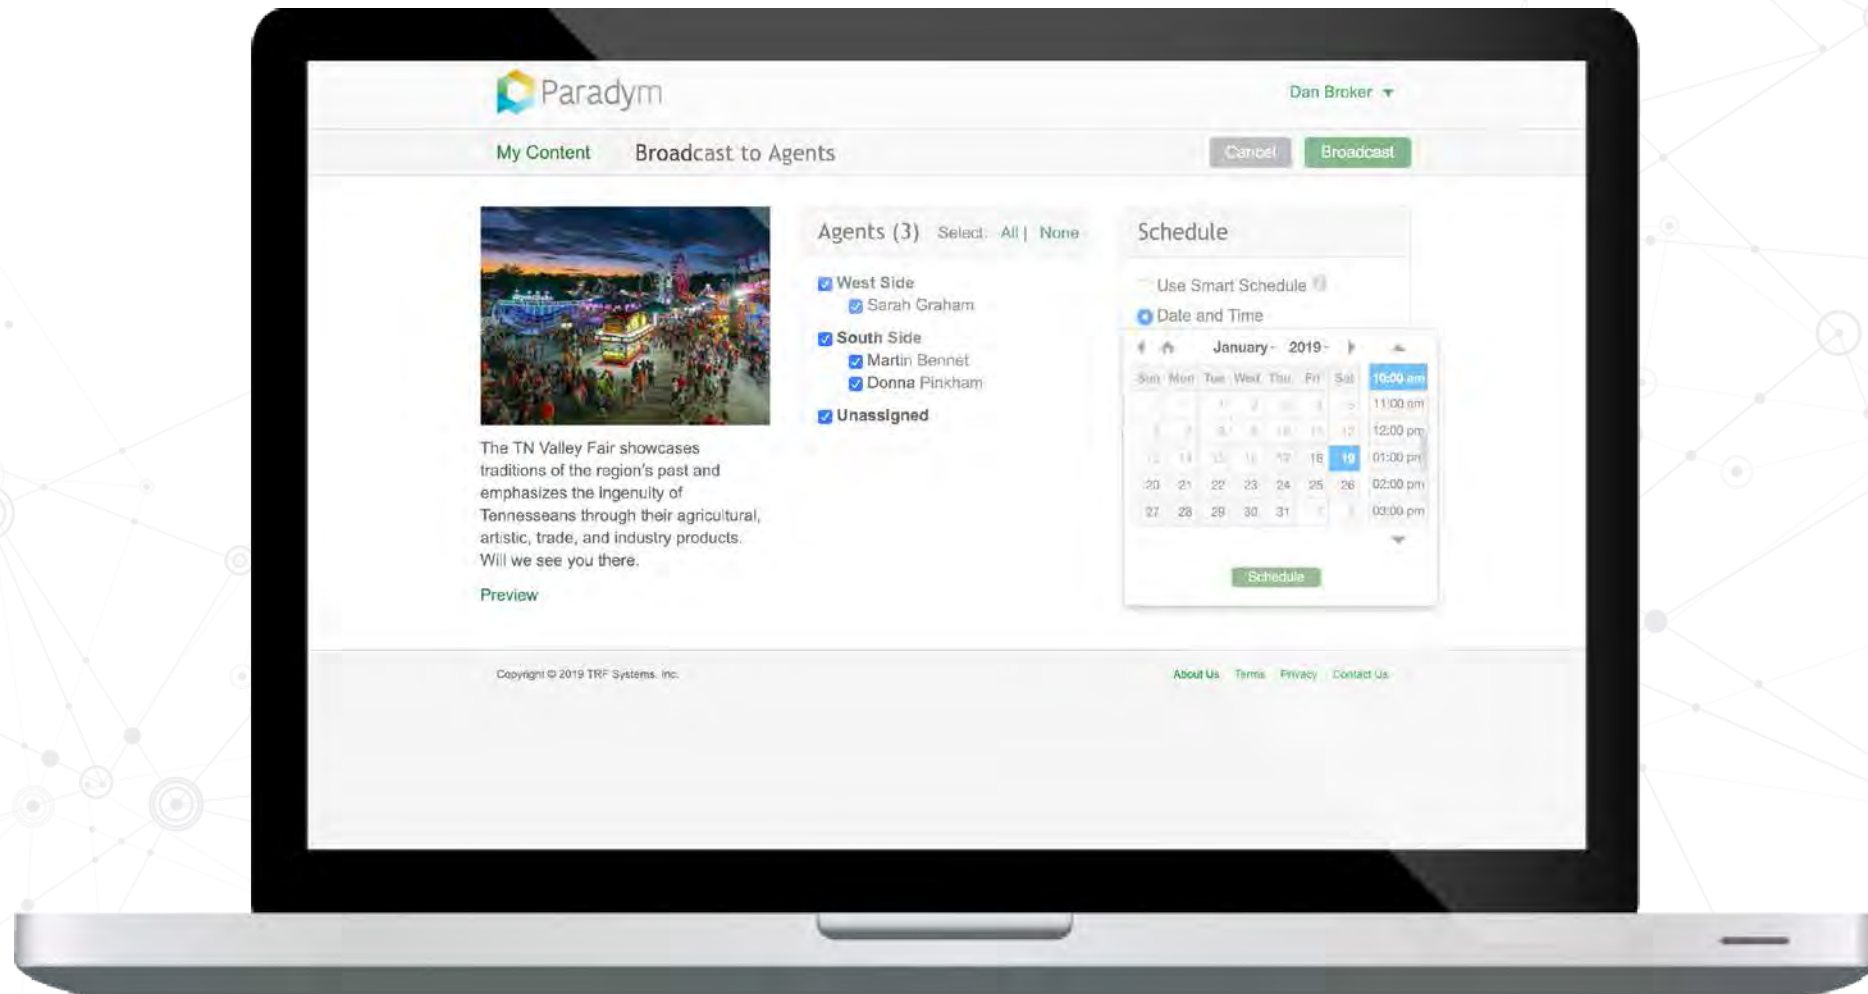 Paradym
Dan Broker
My Content
Broadcast to Agents
Cancel
Broadcast
The TN Valley Fair showcases
traditions of the region's past and
emphasizes the ingenuity of
Tennesseans through their agricultural,
artistic, trade, and industry products.
Will we see you there.
Preview
Agents (3) Select: All | None
West Side
Sarah Graham
South Side
Martin Bennet
Donna Pinkham
Unassigned
Schedule
Use Smart Schedule
Date and Time
January 2019
Sun Mon Tue Wed Thu Fri Sat
10:00 am
11:00 am
12 12:00 pm
17 18 19 01:00 pm
20 21 22 23 24 25 26 02:00 pm
27 28 29 30 31 03:00 pm
Schedule
Copyright © 2019 TRF Systems, Inc.
About Us Terms Privacy Contact Us